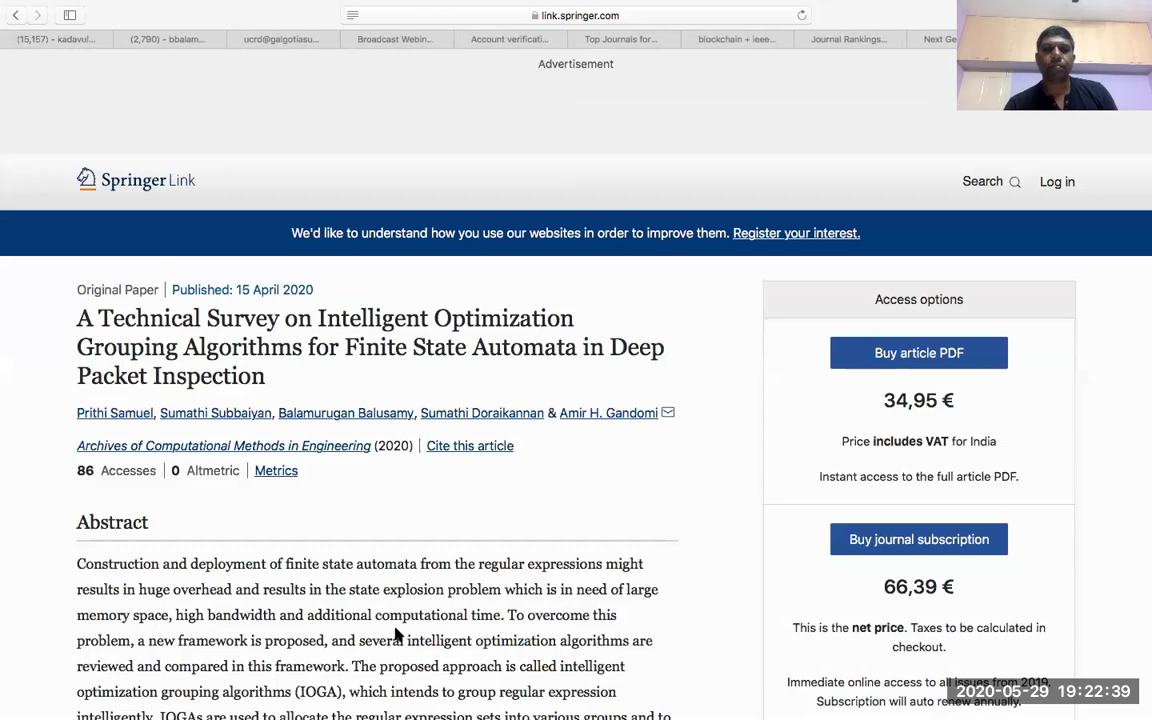 link.springer.com
(15,157) - kadavul...
(2,790) - bbalam...
ucrd@galgotiasu...
Broadcast Webin...
Account verificati...
Top Journals for...
blockchain + ieee...
Journal Rankings...
Next Ge
Advertisement
Springer Link
Search
Log in
We'd like to understand how you use our websites in order to improve them. Register your interest.
Original Paper | Published: 15 April 2020
A Technical Survey on Intelligent Optimization
Grouping Algorithms for Finite State Automata in Deep
Packet Inspection
Prithi Samuel, Sumathi Subbaiyan, Balamurugan Balusamy, Sumathi Doraikannan & Amir H. Gandomi
Archives of Computational Methods in Engineering (2020) | Cite this article
86 Accesses | 0 Altmetric | Metrics
Abstract
Construction and deployment of finite state automata from the regular expressions might
results in huge overhead and results in the state explosion problem which is in need of large
memory space, high bandwidth and additional computational time. To overcome this
problem, a new framework is proposed, and several intelligent optimization algorithms are
reviewed and compared in this framework. The proposed approach is called intelligent
optimization grouping algorithms (IOGA), which intends to group regular expression
intelligently. IOGAs are used to allocate the regular expression sets into various groups and to
Access options
Buy article PDF
34,95 €
Price includes VAT for India
Instant access to the full article PDF.
Buy journal subscription
66,39 €
This is the net price. Taxes to be calculated in
checkout.
Immediate online access to all issues from 2019.
Subscription will auto renew annually.
2020-05-29 19:22:39